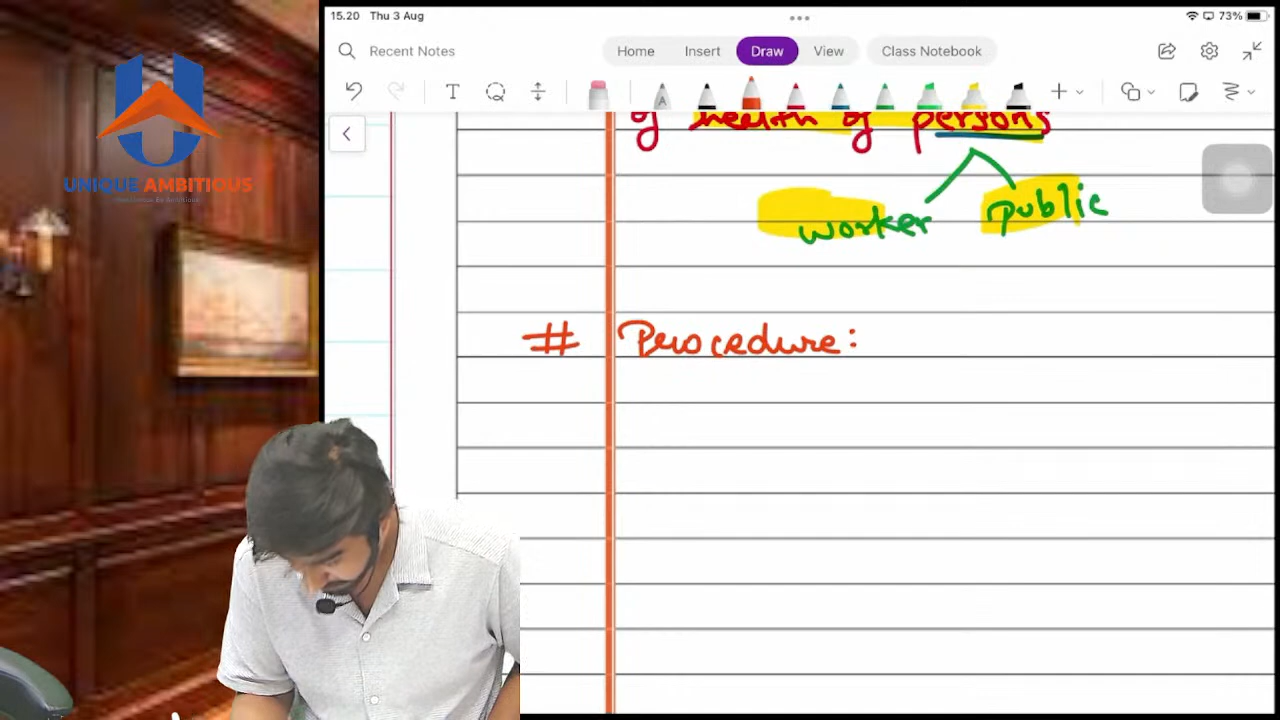 15.20 Thu 3 Aug
73%
Recent Notes
Home Insert Draw View Class Notebook
T
A
UNIQUE AMBITIOUS
of health of persons
worker public
# Procedure: